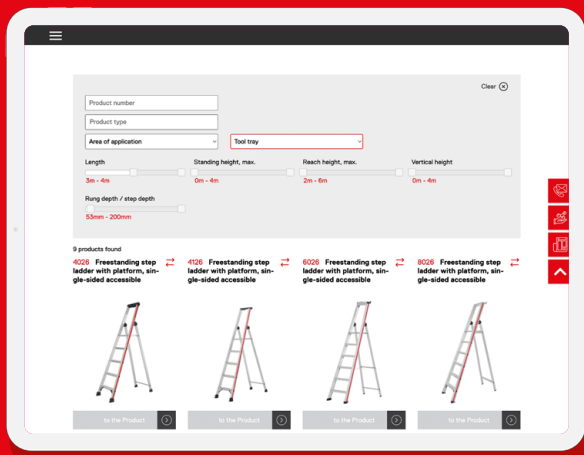 Clear
Product number
Product type
Area of application
Tool tray
Length
Standing height, max.
Reach height, max.
Vertical height
3m - 4m
0m - 4m
2m - 6m
0m - 4m
Rung depth / step depth
53mm - 200mm
9 products found
4026 Freestanding step
ladder with platform, sin-
gle-sided accessible
4126 Freestanding step
ladder with platform, sin-
gle-sided accessible
6026 Freestanding step
ladder with platform, sin-
gle-sided accessible
8026 Freestanding step
ladder with platform, sin-
gle-sided accessible
to the Product
to the Product
to the Product
to the Product